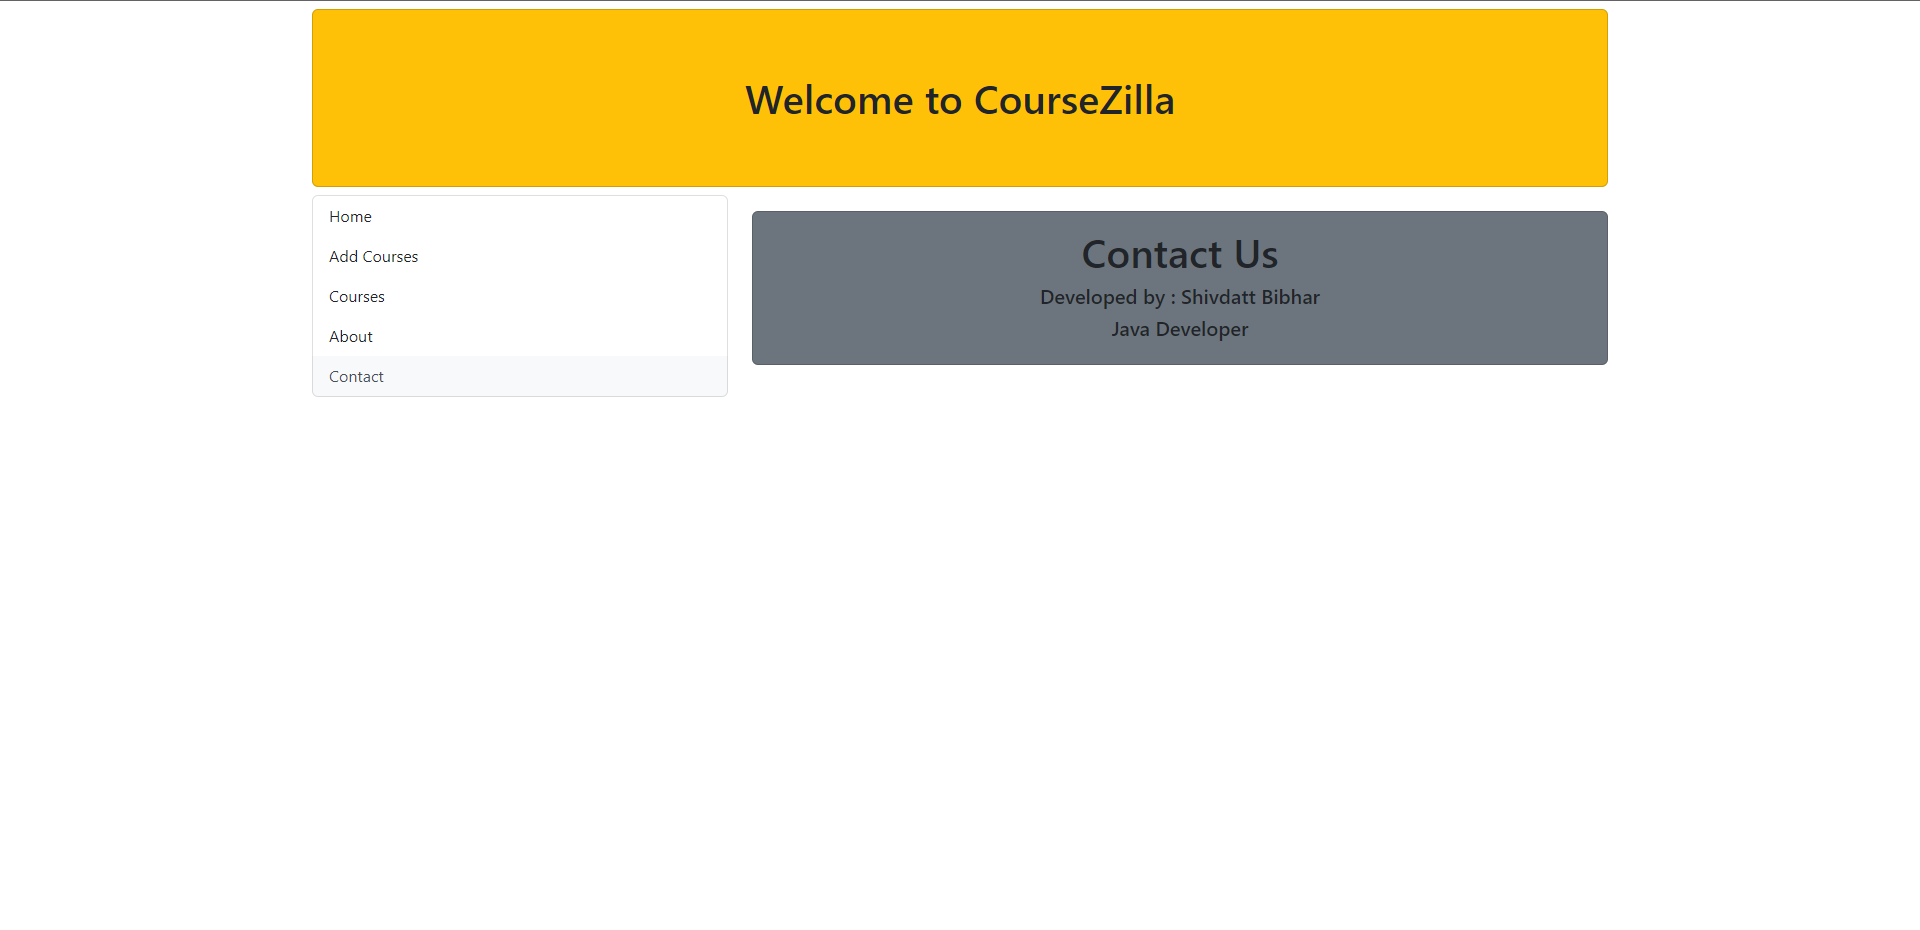 Welcome to CourseZilla
Home
Add Courses
Courses
About
Contact
Contact Us
Developed by : Shivdatt Bibhar
Java Developer